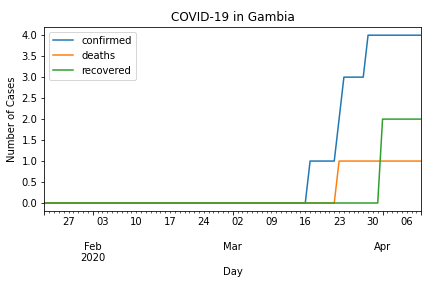 COVID-19 in Gambia
confirmed
deaths
recovered
Number of Cases
4.0
3.5
3.0
2.5
2.0
1.5
1.0
0.5
0.0
27 03 10 17 24 02 09 16 23 30 06
Feb Mar Apr
2020
Day